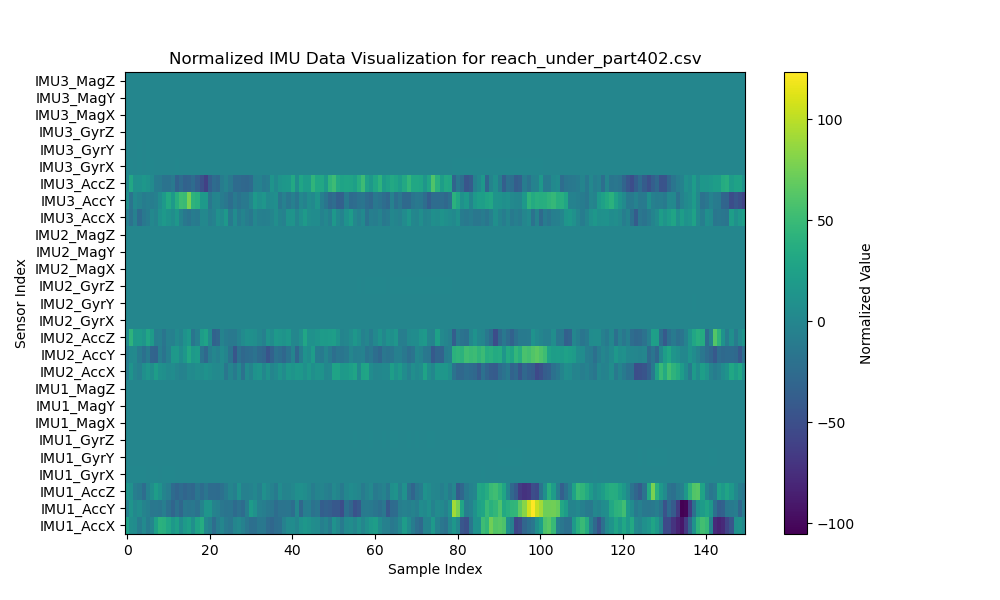 Normalized IMU Data Visualization for reach_under_part402.csv
IMU3_MagZ
IMU3_MagY
IMU3_MagX
IMU3_GyrZ
IMU3_GyrY
IMU3_GyrX
IMU3_AccZ
IMU3_AccY
IMU3_AccX
IMU2_MagZ
IMU2_MagY
IMU2_MagX
IMU2_GyrZ
IMU2_GyrY
IMU2_GyrX
IMU2_AccZ
IMU2_AccY
IMU2_AccX
IMU1_MagZ
IMU1_MagY
IMU1_MagX
IMU1_GyrZ
IMU1_GyrY
IMU1_GyrX
IMU1_AccZ
IMU1_AccY
IMU1_AccX
Sensor Index
0 20 40 60 80 100 120 140
Sample Index
100
50
0
−50
−100
Normalized Value